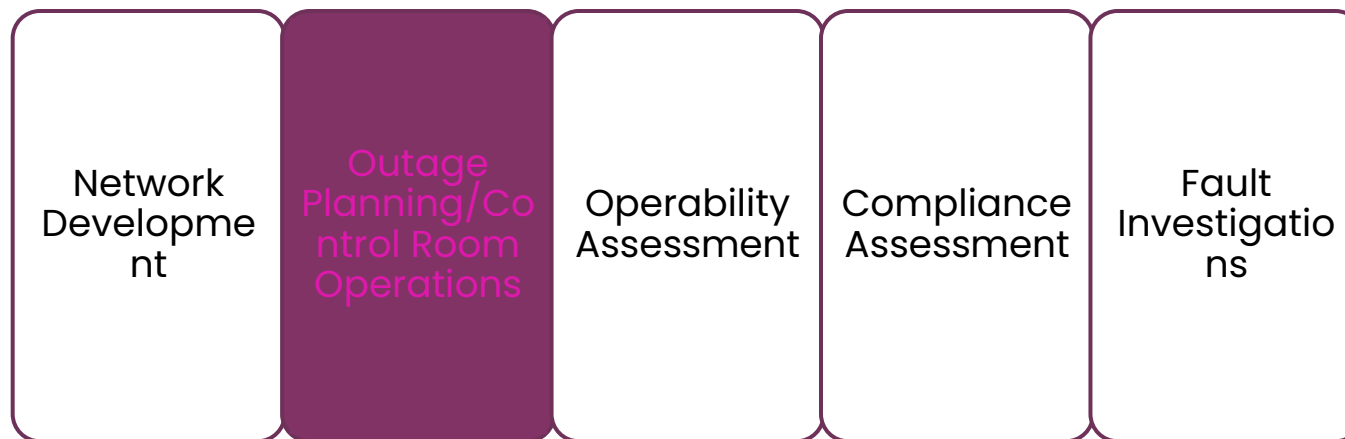 Network
Developme
nt
Outage
Planning/Co
ntrol Room
Operations
Operability
Assessment
Compliance
Assessment
Fault
Investigatio
ns